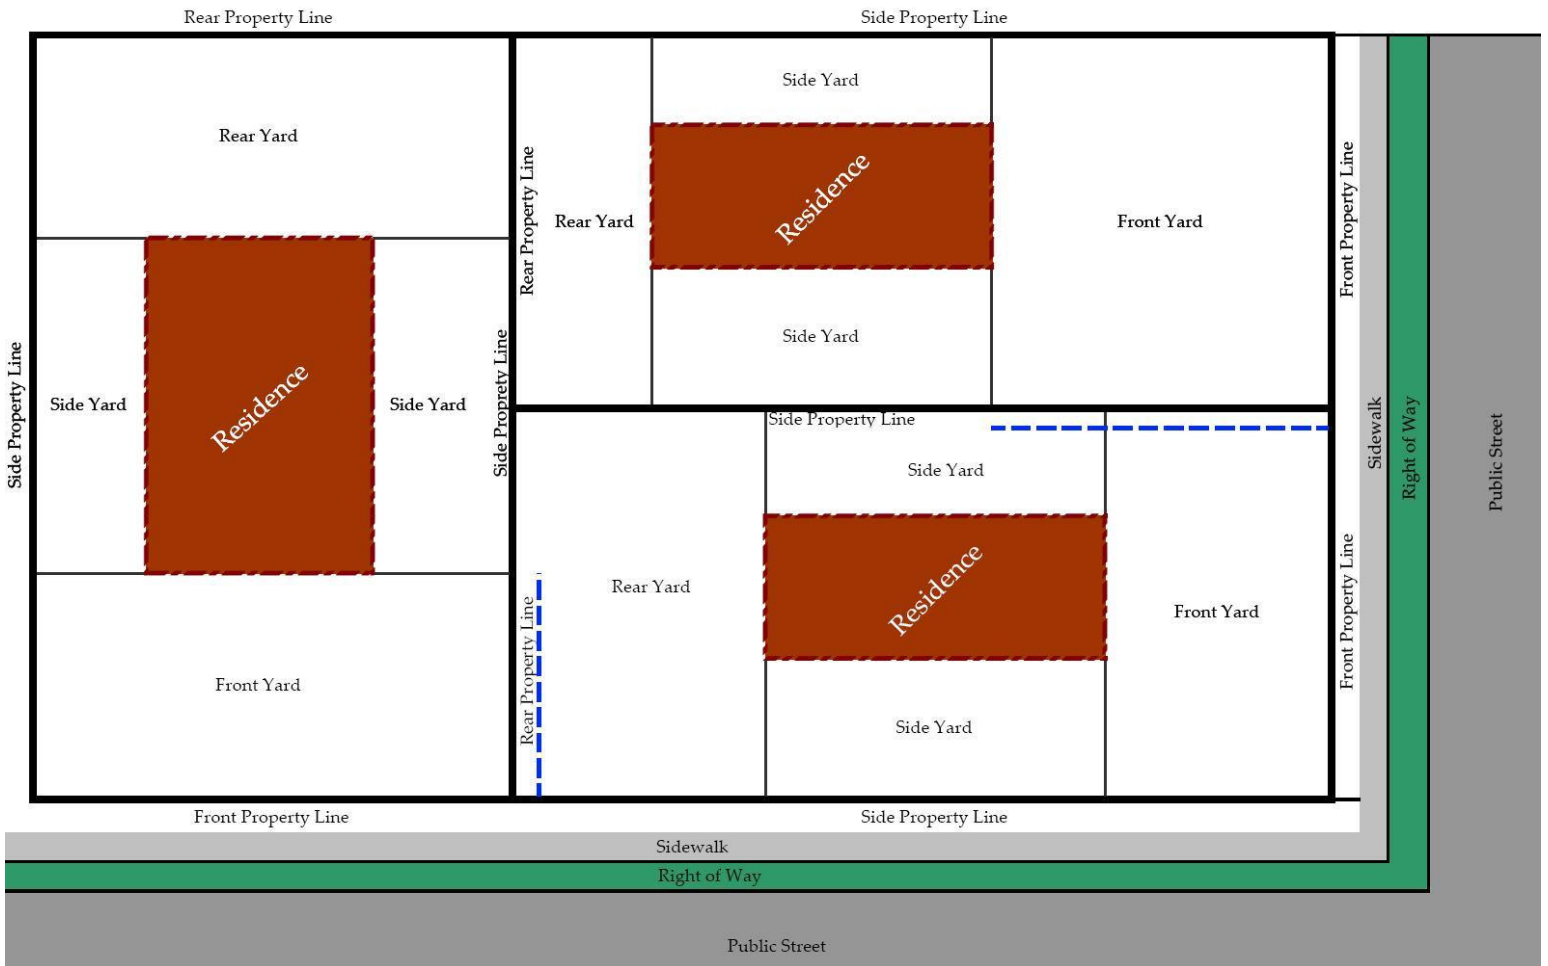 Rear Property Line
Side Property Line
Side Yard
Rear Yard
Rear Property Line
Residence
Front Property Line
Rear Yard
Front Yard
Side Yard
Side Property Line
Side Yard
Residence
Side Yard
Side Proprety Line
Side Property Line
Sidewalk
Right of Way
Public Street
Side Yard
Residence
Rear Yard
Front Yard
Front Property Line
Rear Property Line
Front Yard
Side Yard
Front Property Line
Side Property Line
Sidewalk
Right of Way
Public Street